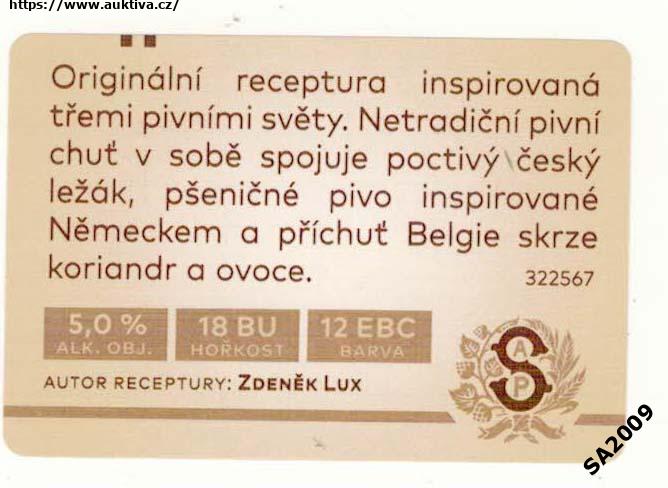 https://www.auktiva.cz/
Originální receptura inspirovaná
třemi pivními světy. Netradiční pivní
chuť v sobě spojuje poctivý český
ležák, pšeničné pivo inspirované
Německem a příchuť Belgie skrze
koriandr a ovoce.
322567
5,0 % 18 BU 12 EBC
ALK. OBJ. HOŘKOST BARVA
AUTOR RECEPTURY: ZDENĚK LUX
S
A
P
SA2009